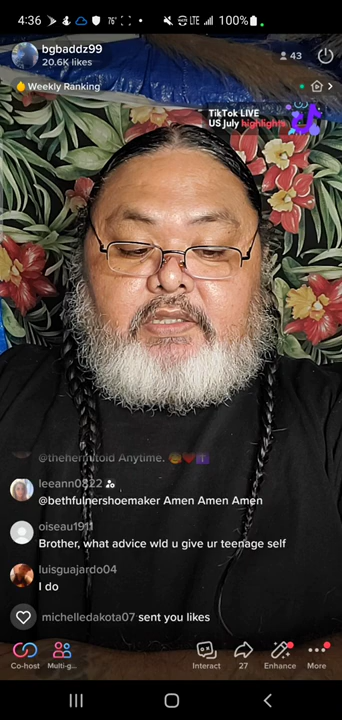 4:36 76° LTE 100%
bgbaddz99
20.6K likes
43
Weekly Ranking
TikTok LIVE
US July highlights
@thehermitoid Anytime.
leeann0822
@bethfulnershoemaker Amen Amen Amen
oiseau1911
Brother, what advice wld u give ur teenage self
luisguajardo04
I do
michelledakota07 sent you likes
Co-host Multi-g... Interact 27 Enhance More